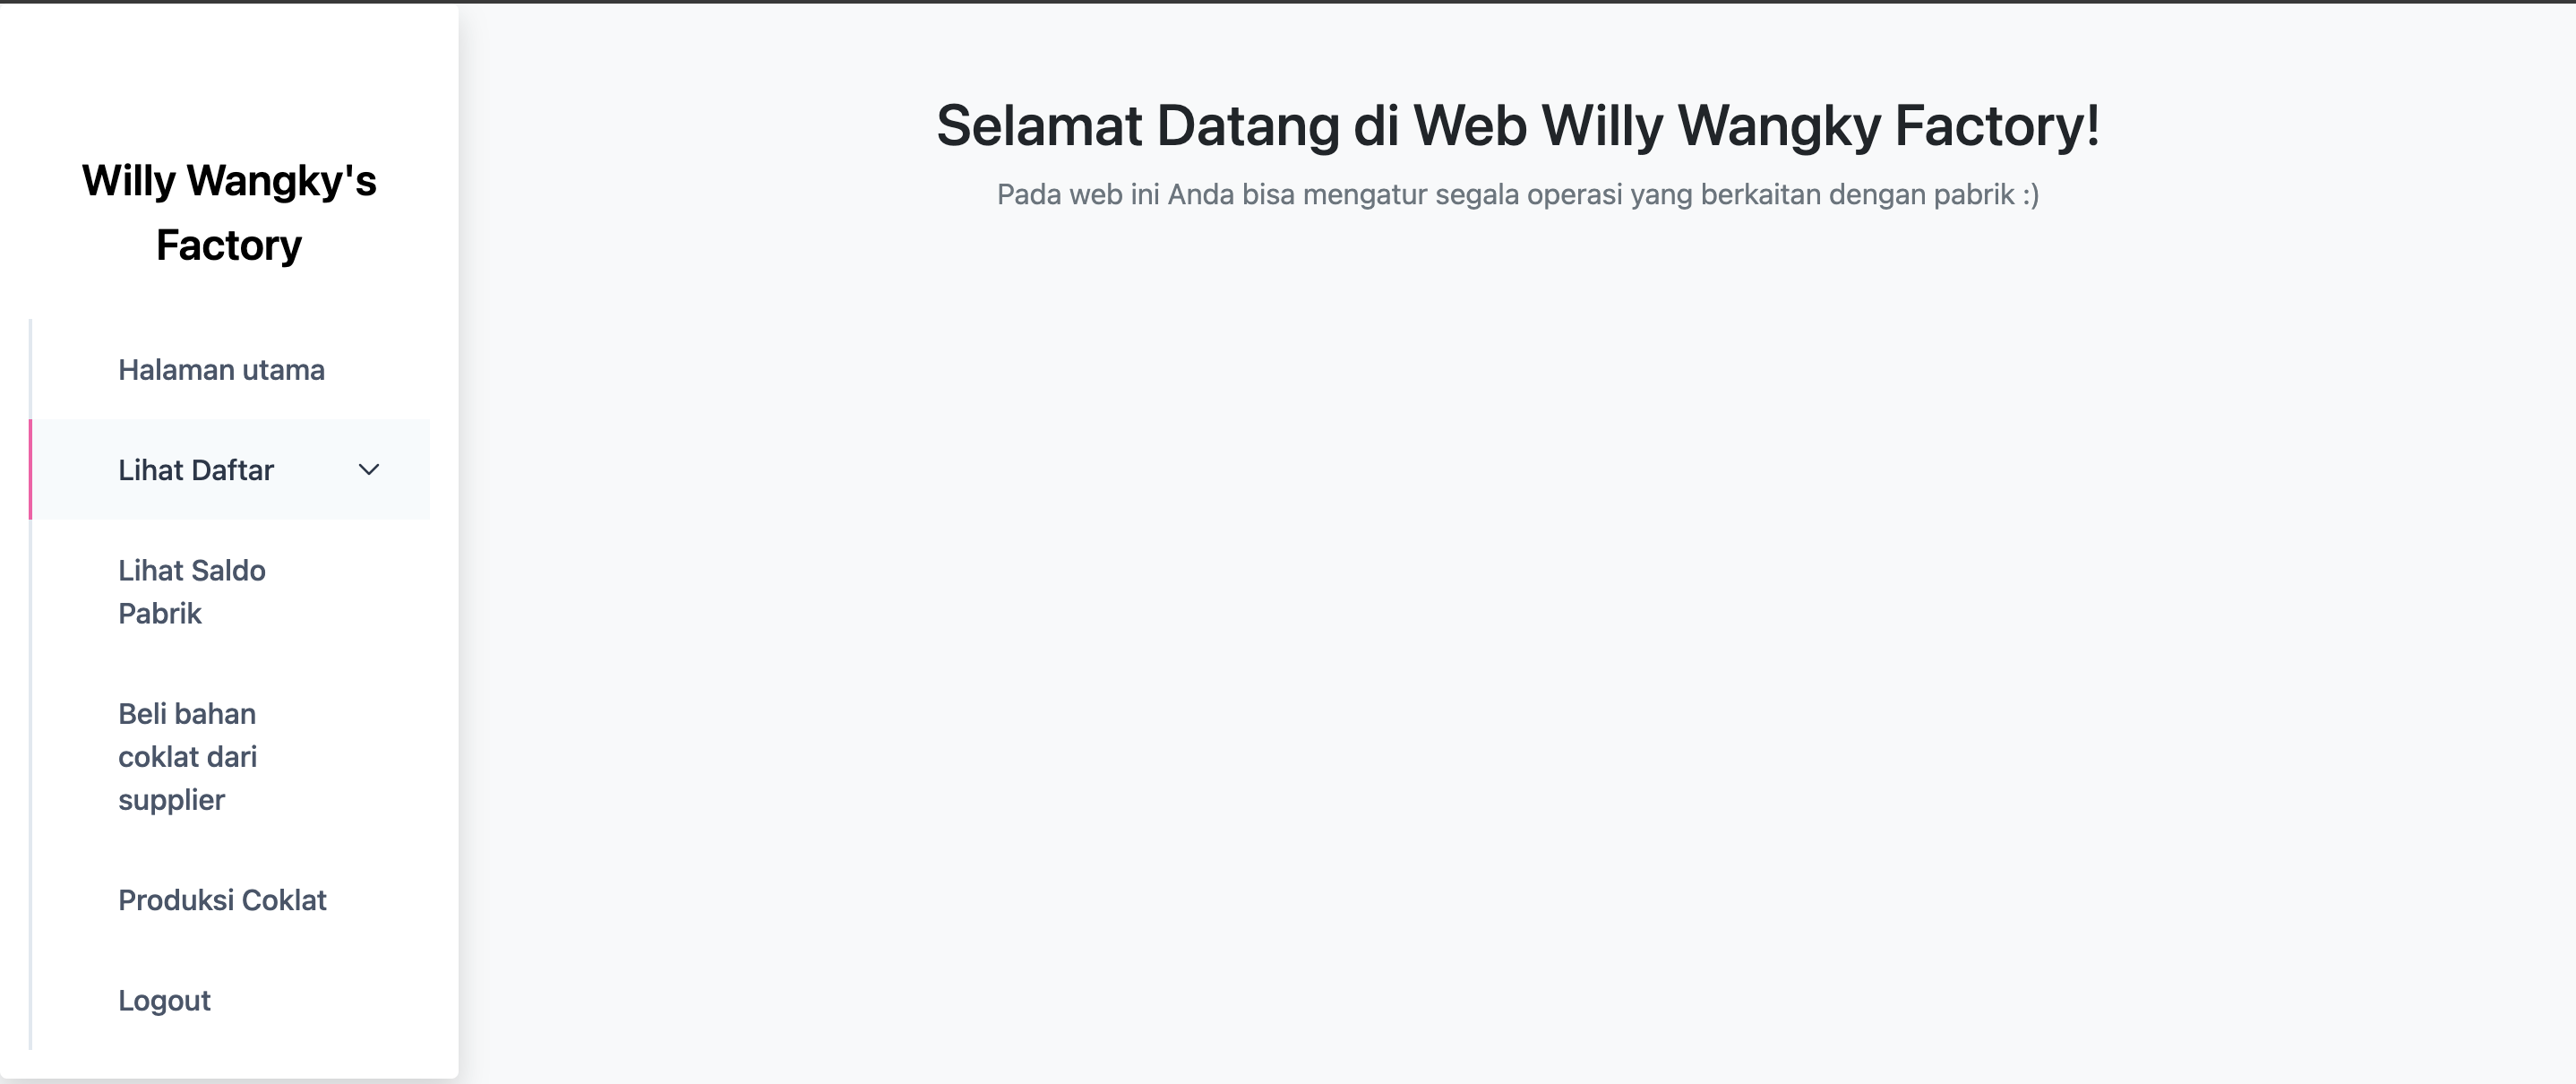 Willy Wangky's
Factory
Halaman utama
Lihat Daftar
Lihat Saldo
Pabrik
Beli bahan
coklat dari
supplier
Produksi Coklat
Logout
Selamat Datang di Web Willy Wangky Factory!
Pada web ini Anda bisa mengatur segala operasi yang berkaitan dengan pabrik :)